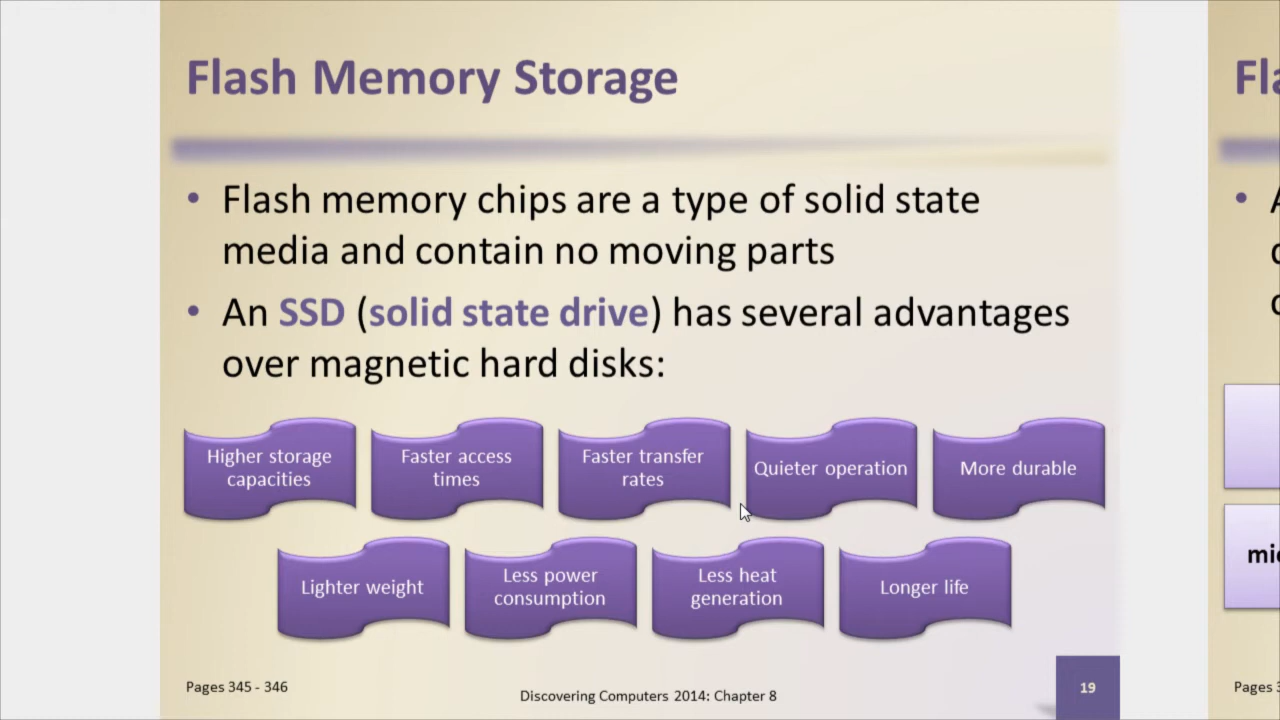 Flash Memory Storage
• Flash memory chips are a type of solid state
media and contain no moving parts
• An SSD (solid state drive) has several advantages
over magnetic hard disks:
Higher storage
capacities
Faster access
times
Faster transfer
rates
Quieter operation
More durable
Lighter weight
Less power
consumption
Less heat
generation
Longer life
Pages 345 - 346
Discovering Computers 2014: Chapter 8
19